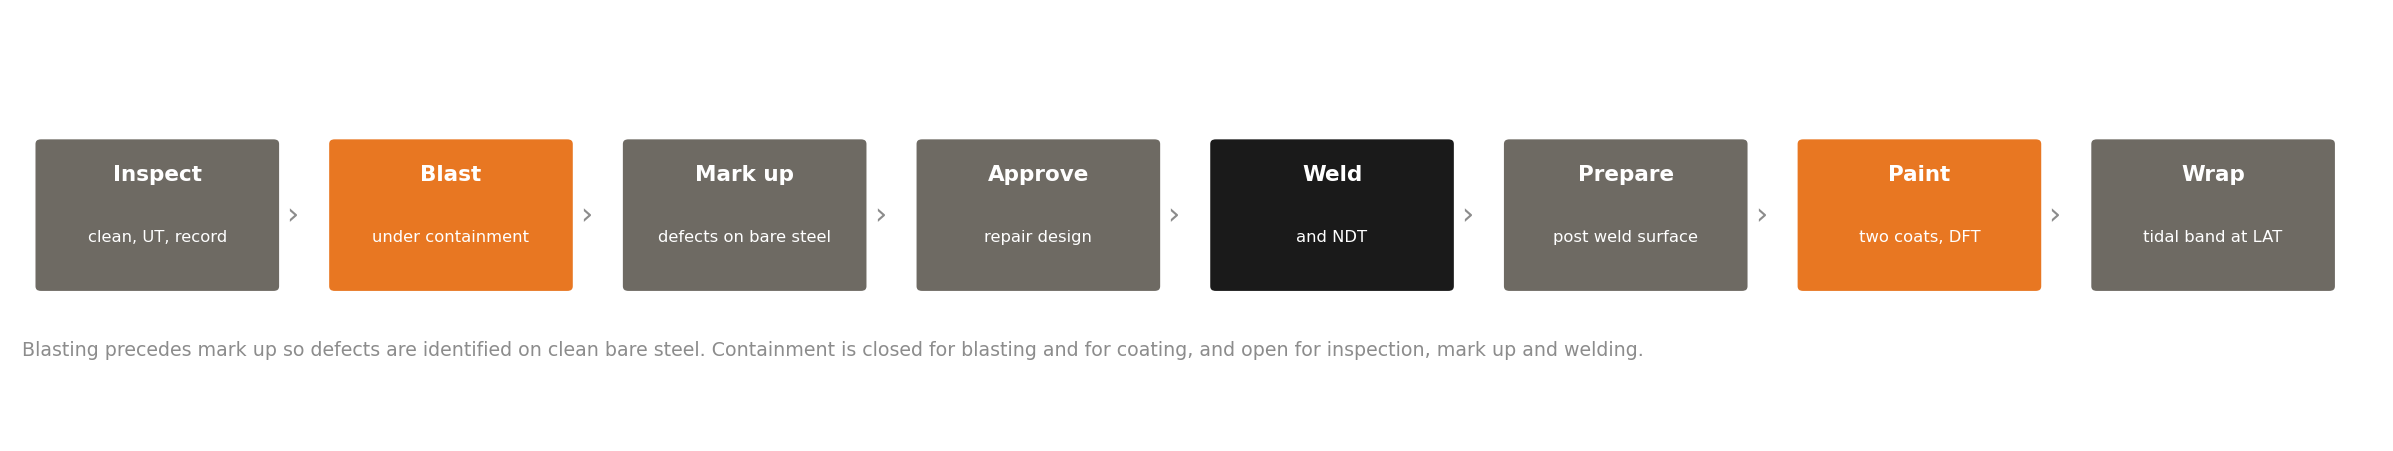 Inspect
clean, UT, record
›
Blast
under containment
›
Mark up
defects on bare steel
›
Approve
repair design
›
Weld
and NDT
›
Prepare
post weld surface
›
Paint
two coats, DFT
›
Wrap
tidal band at LAT
Blasting precedes mark up so defects are identified on clean bare steel. Containment is closed for blasting and for coating, and open for inspection, mark up and welding.